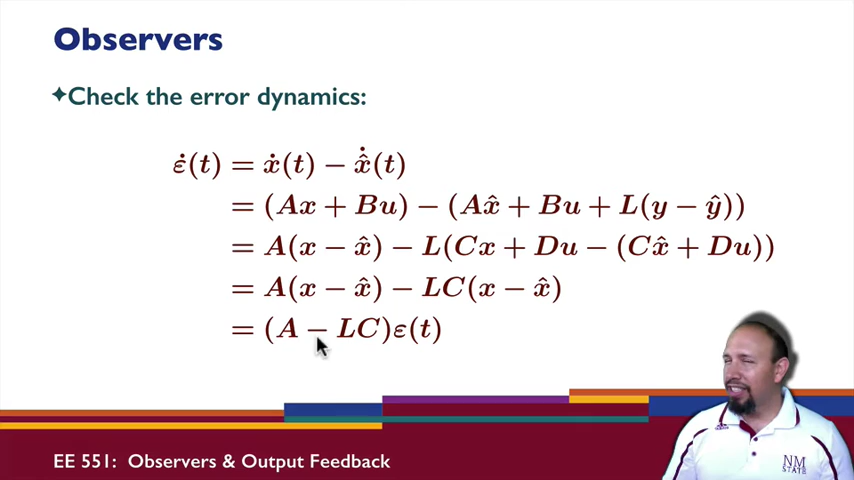 Observers
✦Check the error dynamics:
ε̇(t) = ẋ(t) − x̂̇(t)
= (Ax + Bu) − (Ax̂ + Bu + L(y − ŷ))
= A(x − x̂) − L(Cx + Du − (Cx̂ + Du))
= A(x − x̂) − LC(x − x̂)
= (A − LC)ε(t)
NM
STATE
EE 551: Observers & Output Feedback